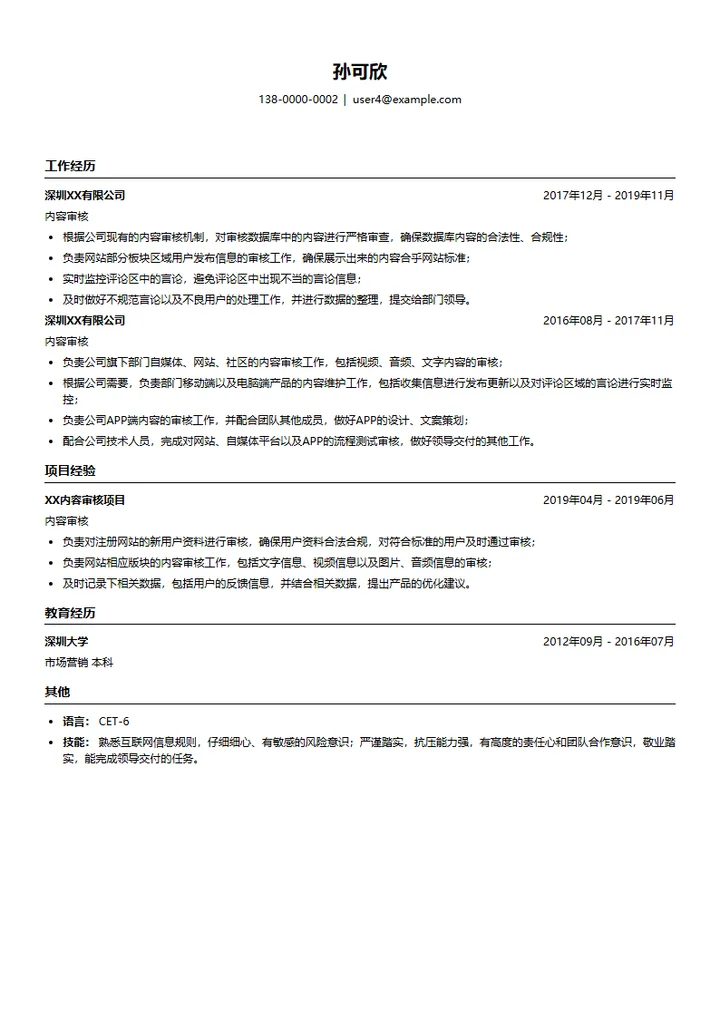 孙可欣
138-0000-0002 | user4@example.com
工作经历
深圳XX有限公司 2017年12月 - 2019年11月
内容审核
• 根据公司现有的内容审核机制，对审核数据库中的内容进行严格审查，确保数据库内容的合法性、合规性；
• 负责网站部分板块区域用户发布信息的审核工作，确保展示出来的内容合乎网站标准；
• 实时监控评论区中的言论，避免评论区中出现不当的言论信息；
• 及时做好不规范言论以及不良用户的处理工作，并进行数据的整理，提交给部门领导。
深圳XX有限公司 2016年08月 - 2017年11月
内容审核
• 负责公司旗下部门自媒体、网站、社区的内容审核工作，包括视频、音频、文字内容的审核；
• 根据公司需要，负责部门移动端以及电脑端产品的内容维护工作，包括收集信息进行发布更新以及对评论区域的言论进行实时监
控；
• 负责公司APP端内容的审核工作，并配合团队其他成员，做好APP的设计、文案策划；
• 配合公司技术人员，完成对网站、自媒体平台以及APP的流程测试审核，做好领导交付的其他工作。
项目经验
XX内容审核项目 2019年04月 - 2019年06月
内容审核
• 负责对注册网站的新用户资料进行审核，确保用户资料合法合规，对符合标准的用户及时通过审核；
• 负责网站相应版块的内容审核工作，包括文字信息、视频信息以及图片、音频信息的审核；
• 及时记录下相关数据，包括用户的反馈信息，并结合相关数据，提出产品的优化建议。
教育经历
深圳大学 2012年09月 - 2016年07月
市场营销 本科
其他
• 语言： CET-6
• 技能： 熟悉互联网信息规则，仔细细心、有敏感的风险意识；严谨踏实，抗压能力强，有高度的责任心和团队合作意识，敬业踏
实，能完成领导交付的任务。